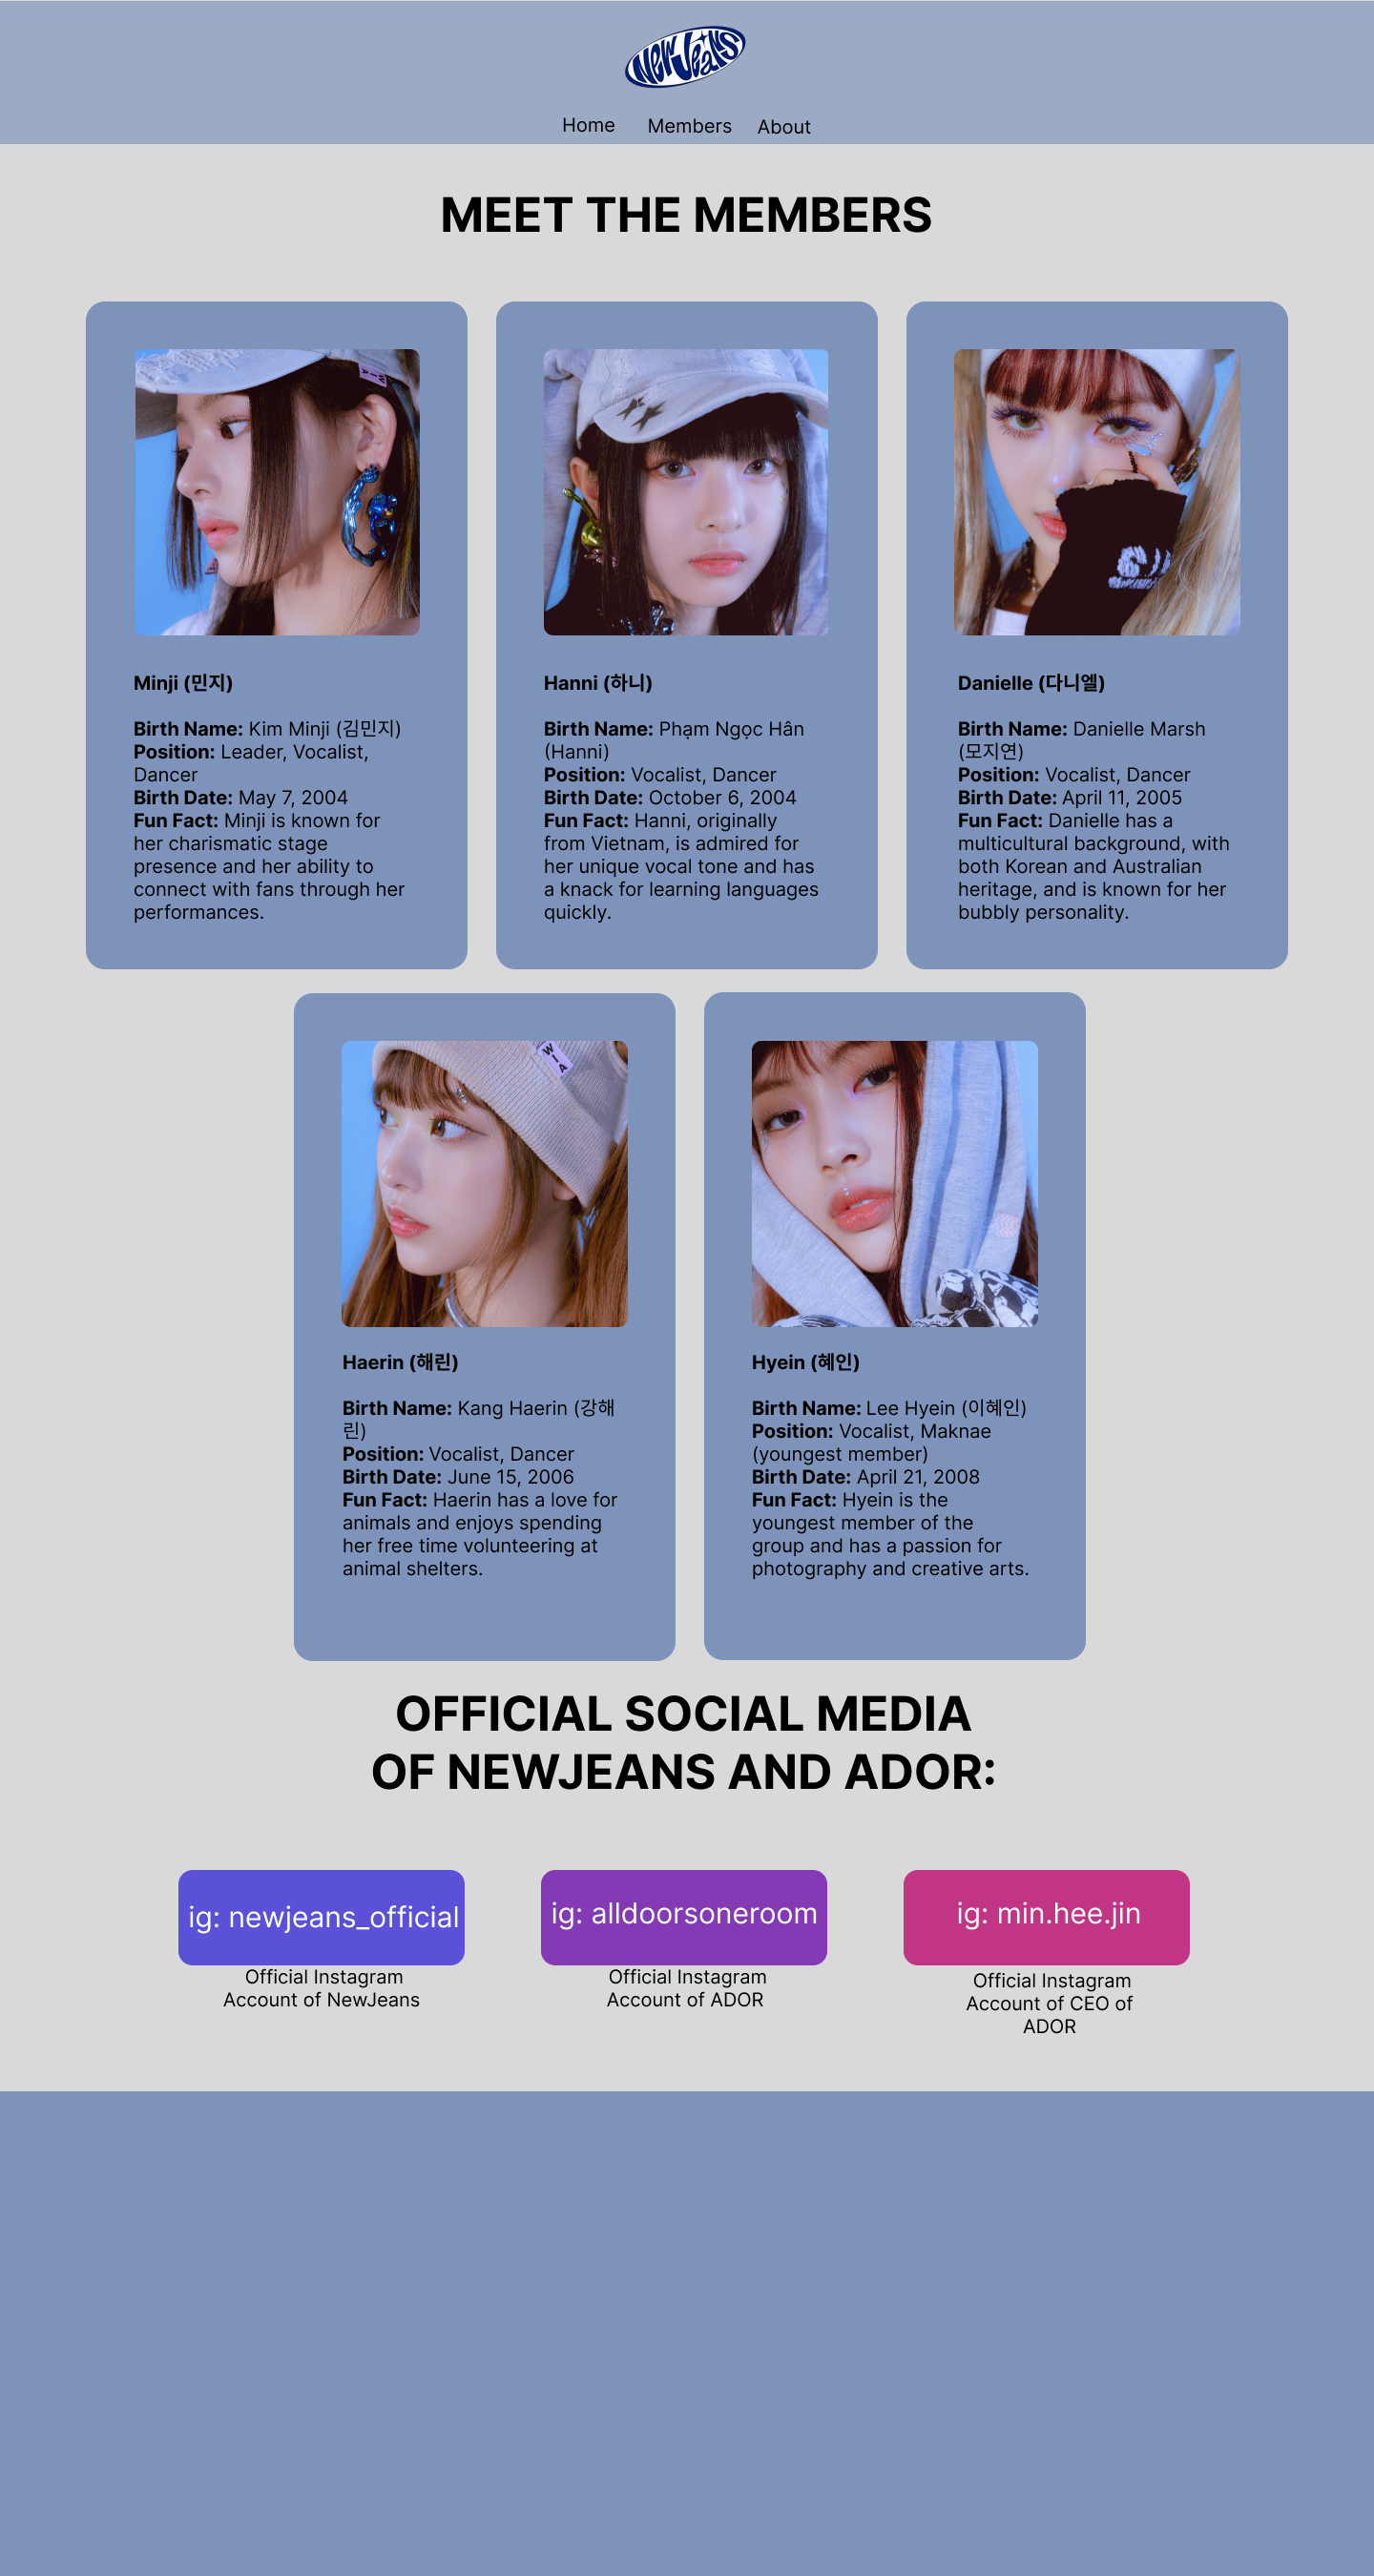 NewJeans
Home Members About
MEET THE MEMBERS
WIA
Minji (민지)
Birth Name: Kim Minji (김민지)
Position: Leader, Vocalist,
Dancer
Birth Date: May 7, 2004
Fun Fact: Minji is known for
her charismatic stage
presence and her ability to
connect with fans through her
performances.
Hanni (하니)
Birth Name: Phạm Ngọc Hân
(Hanni)
Position: Vocalist, Dancer
Birth Date: October 6, 2004
Fun Fact: Hanni, originally
from Vietnam, is admired for
her unique vocal tone and has
a knack for learning languages
quickly.
Danielle (다니엘)
Birth Name: Danielle Marsh
(모지연)
Position: Vocalist, Dancer
Birth Date: April 11, 2005
Fun Fact: Danielle has a
multicultural background, with
both Korean and Australian
heritage, and is known for her
bubbly personality.
WIA
Haerin (해린)
Birth Name: Kang Haerin (강해
린)
Position: Vocalist, Dancer
Birth Date: June 15, 2006
Fun Fact: Haerin has a love for
animals and enjoys spending
her free time volunteering at
animal shelters.
Hyein (혜인)
Birth Name: Lee Hyein (이혜인)
Position: Vocalist, Maknae
(youngest member)
Birth Date: April 21, 2008
Fun Fact: Hyein is the
youngest member of the
group and has a passion for
photography and creative arts.
OFFICIAL SOCIAL MEDIA
OF NEWJEANS AND ADOR:
ig: newjeans_official
Official Instagram
Account of NewJeans
ig: alldoorsoneroom
Official Instagram
Account of ADOR
ig: min.hee.jin
Official Instagram
Account of CEO of
ADOR